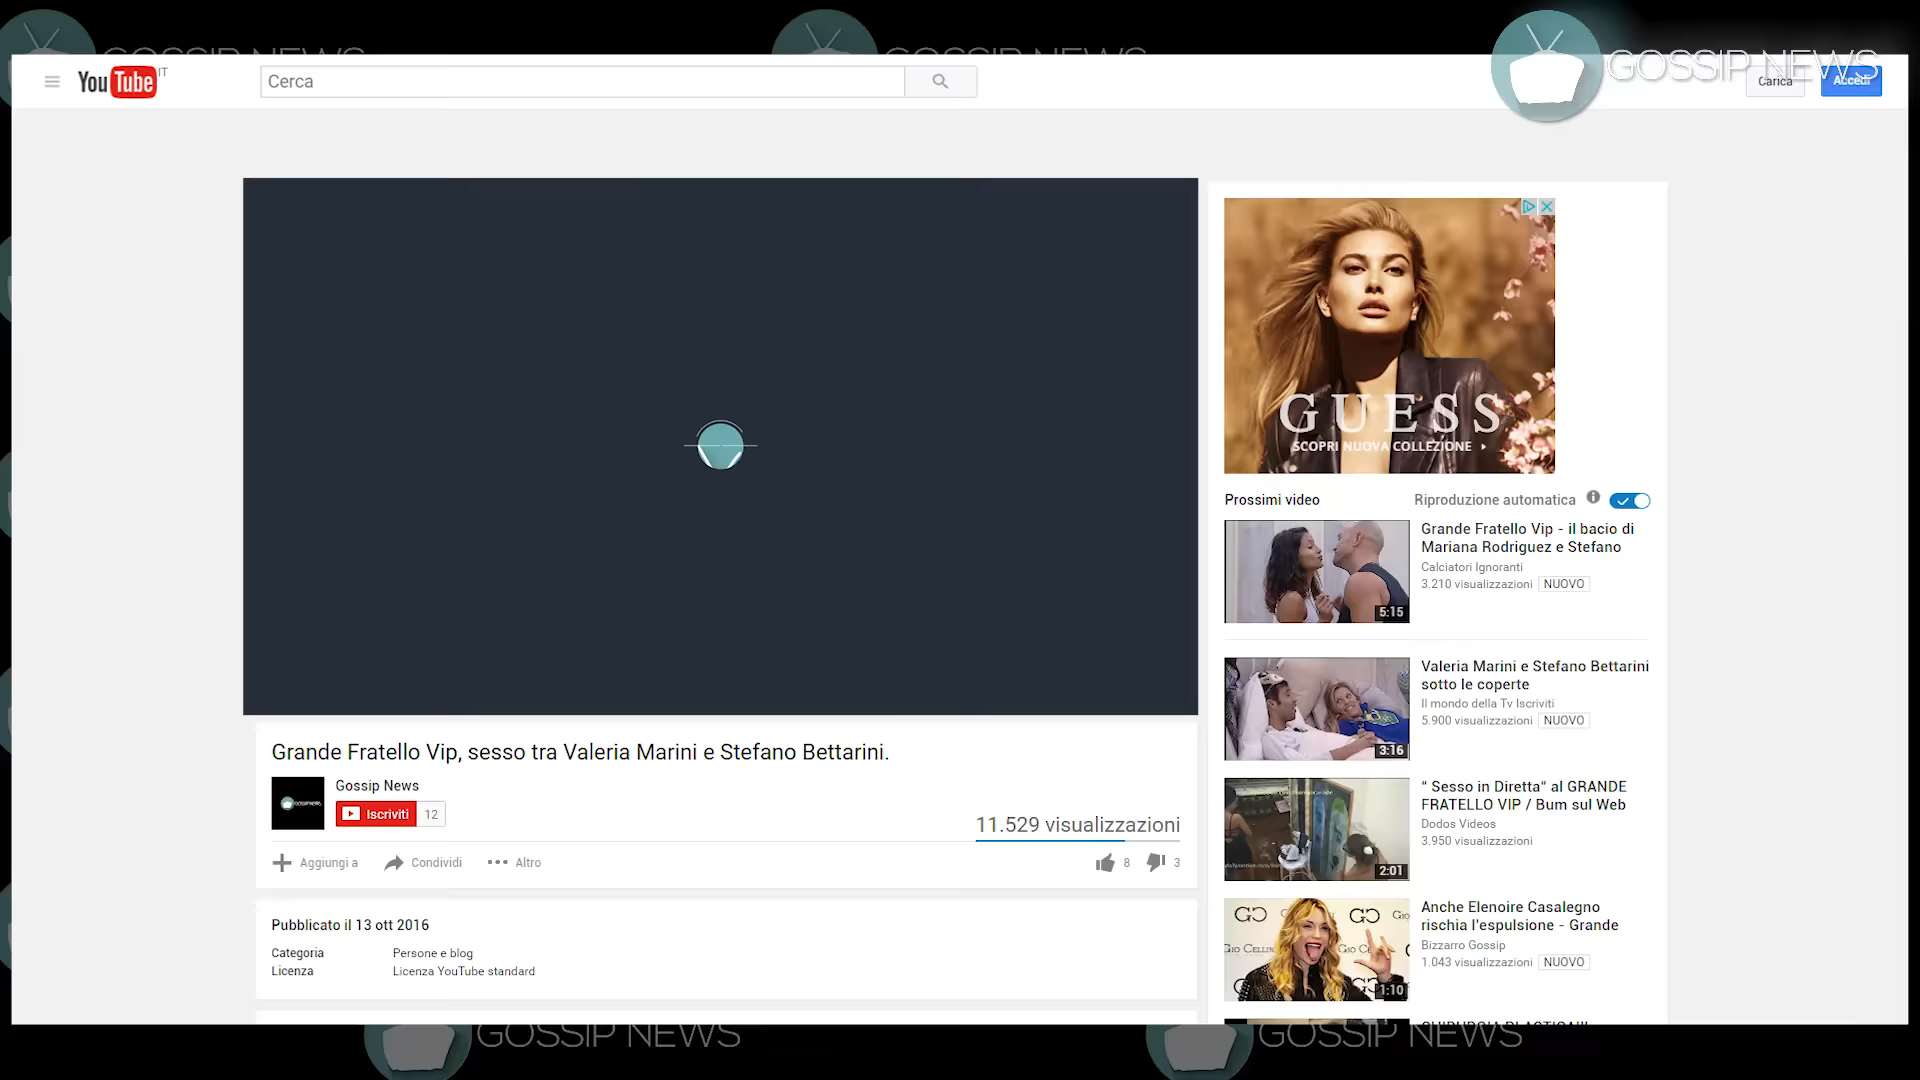 GOSSIP NEWS
GOSSIP NEWS
GOSSIP NEWS
YouTube IT
Cerca
Carica
Accedi
GUESS
SCOPRI NUOVA COLLEZIONE
Prossimi video
Riproduzione automatica
Grande Fratello Vip - il bacio di
Mariana Rodriguez e Stefano
Calciatori Ignoranti
3.210 visualizzazioni NUOVO
5:15
Valeria Marini e Stefano Bettarini
sotto le coperte
Il mondo della Tv Iscriviti
5.900 visualizzazioni NUOVO
3:16
“ Sesso in Diretta“ al GRANDE
FRATELLO VIP / Bum sul Web
Dodos Videos
3.950 visualizzazioni
2:01
Anche Elenoire Casalegno
rischia l'espulsione - Grande
Bizzarro Gossip
1.043 visualizzazioni NUOVO
1:10
Grande Fratello Vip, sesso tra Valeria Marini e Stefano Bettarini.
Gossip News
Iscriviti 12
11.529 visualizzazioni
Aggiungi a
Condividi
Altro
8
3
Pubblicato il 13 ott 2016
Categoria
Persone e blog
Licenza
Licenza YouTube standard
GOSSIP NEWS
GOSSIP NEWS